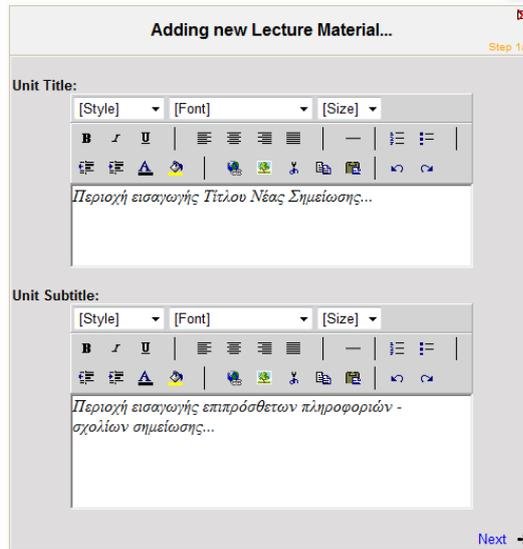 Adding new Lecture Material...
Step 1
Unit Title:
[Style] [Font] [Size]
B I U
A
Περιοχή εισαγωγής Τίτλου Νέας Σημείωσης...
Unit Subtitle:
[Style] [Font] [Size]
B I U
A
Περιοχή εισαγωγής επιπρόσθετων πληροφοριών -
σχολίων σημείωσης...
Next